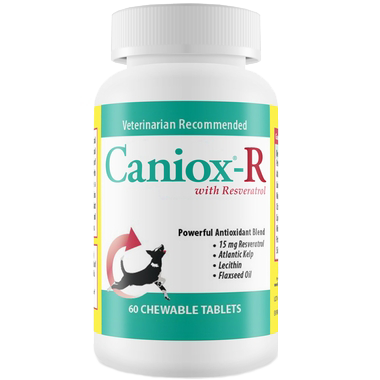 Veterinarian Recommended
Caniox®-R
with Resveratrol
Powerful Antioxidant Blend
• 15 mg Resveratrol
• Atlantic Kelp
• Lecithin
• Flaxseed Oil
60 CHEWABLE TABLETS